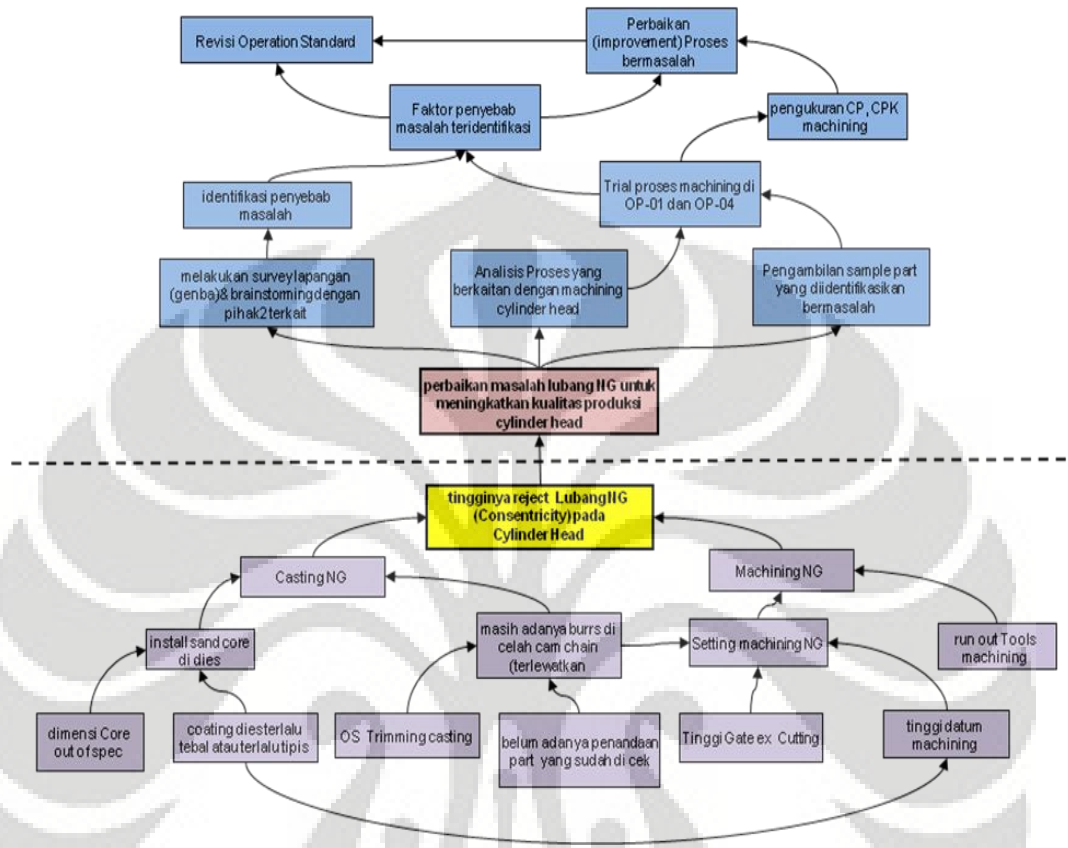 Revisi Operation Standard
Perbaikan
(improvement) Proses
bermasalah
Faktor penyebab
masalah teridentifikasi
pengukuran CP, CPK
machining
identifikasi penyebab
masalah
Trial proses machining di
OP-01 dan OP-04
melakukan survey lapangan
(genba)& brainstorming dengan
pihak2 terkait
Analisis Proses yang
berkaitan dengan machining
cylinder head
Pengambilan sample part
yang diidentifikasikan
bermasalah
perbaikan masalah lubang NG untuk
meningkatkan kualitas produksi
cylinder head
tingginya reject Lubang NG
(Consentricity) pada
Cylinder Head
Casting NG
Machining NG
install sand core
di dies
masih adanya burrs di
celah cam chain
(terlewatkan
Setting machining NG
run out Tools
machining
dimensi Core
out of spec
coating dies terlalu
tebal atau terlalu tipis
OS Trimming casting
belum adanya penandaan
part yang sudah di cek
Tinggi Gate ex Cutting
tinggi datum
machining